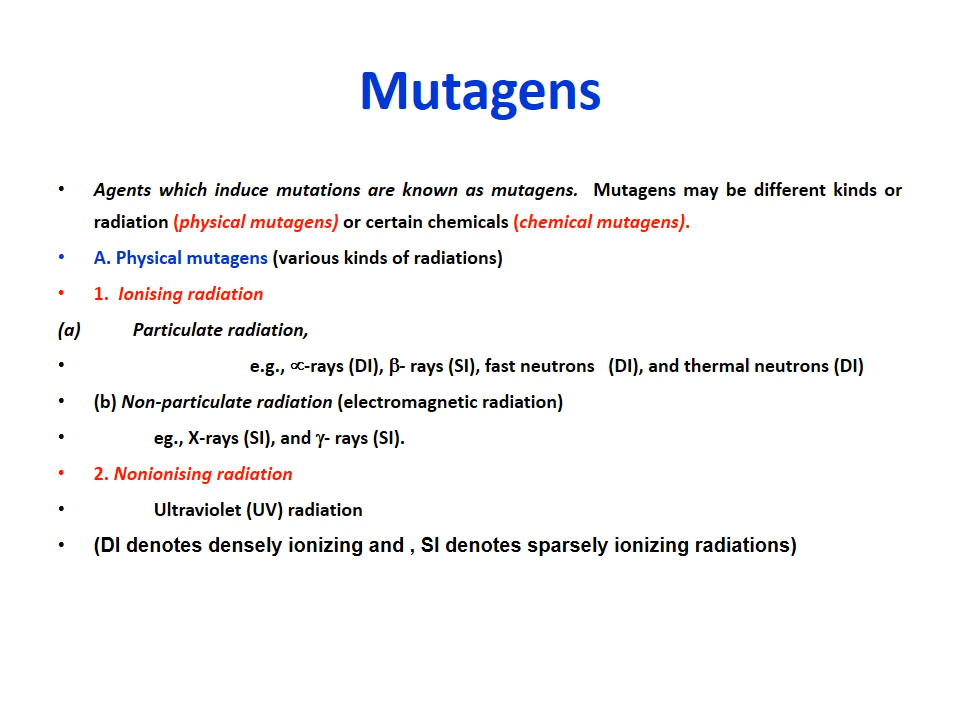 Mutagens
• Agents which induce mutations are known as mutagens. Mutagens may be different kinds or
radiation (physical mutagens) or certain chemicals (chemical mutagens).
• A. Physical mutagens (various kinds of radiations)
• 1. Ionising radiation
(a) Particulate radiation,
• e.g., ∝-rays (DI), β- rays (SI), fast neutrons (DI), and thermal neutrons (DI)
• (b) Non-particulate radiation (electromagnetic radiation)
• eg., X-rays (SI), and γ- rays (SI).
• 2. Nonionising radiation
• Ultraviolet (UV) radiation
• (DI denotes densely ionizing and , SI denotes sparsely ionizing radiations)